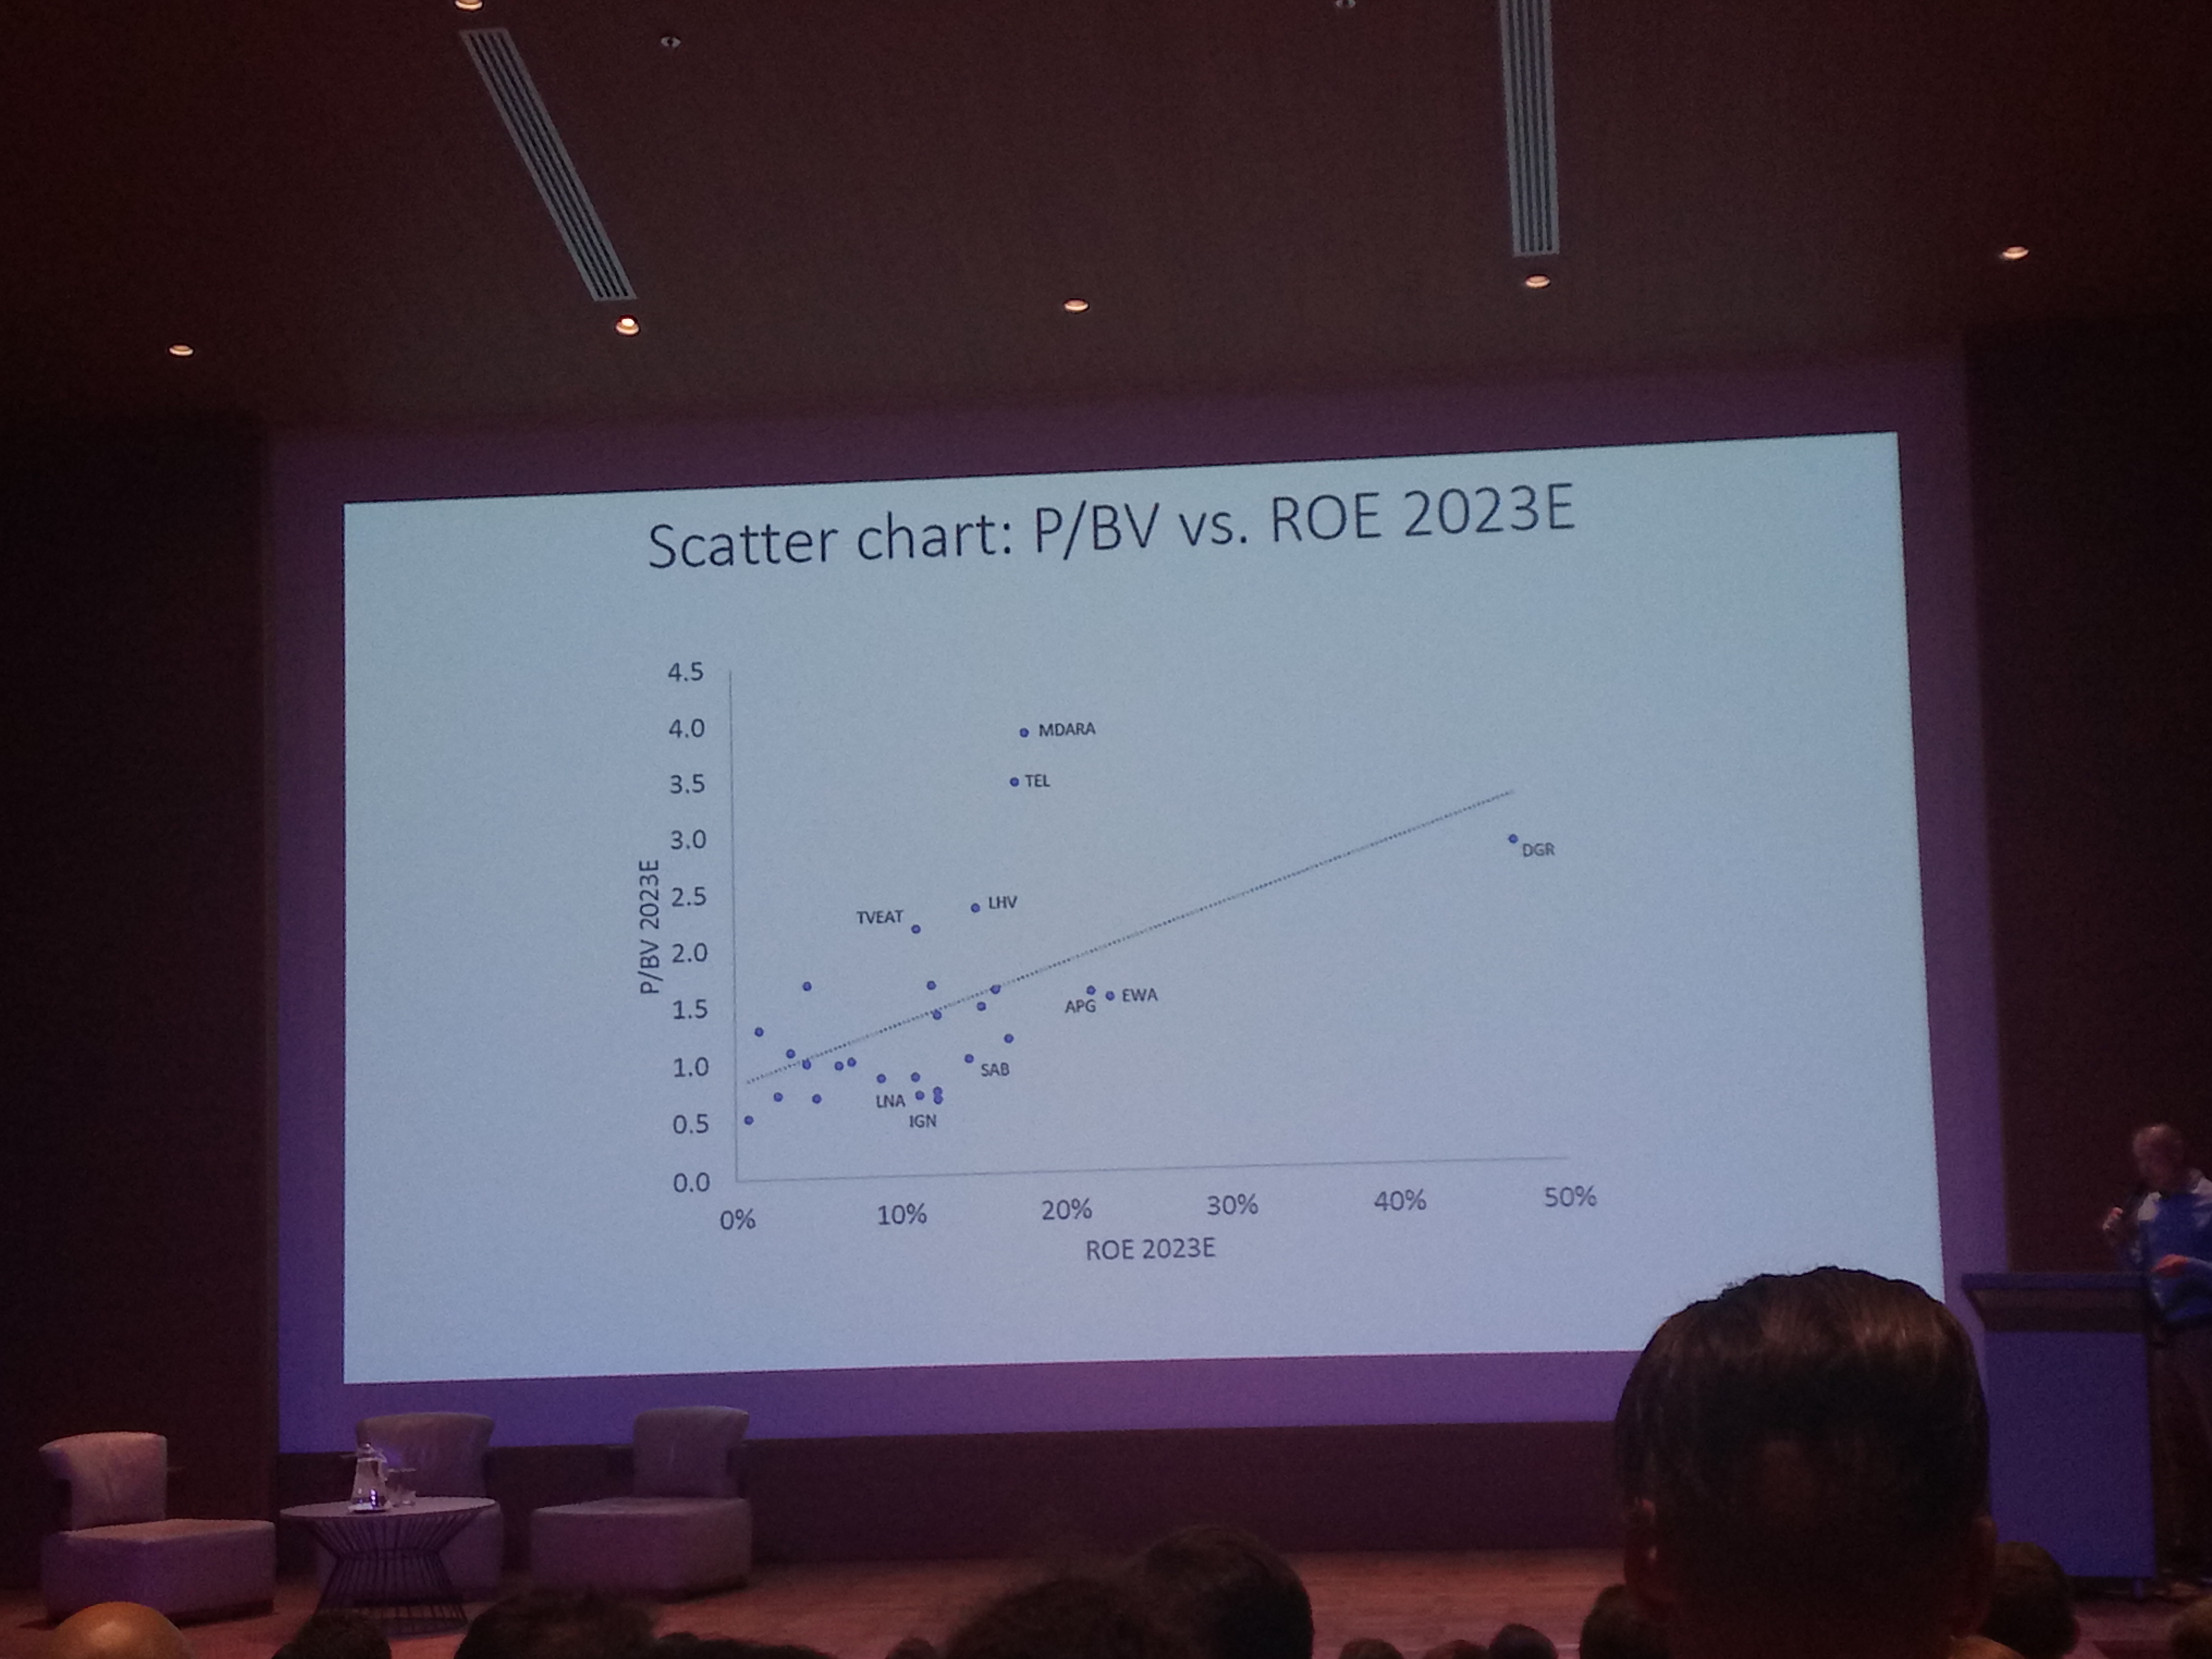 Scatter chart: P/BV vs. ROE 2023E
4.5
4.0
3.5
3.0
2.5
2.0
1.5
1.0
0.5
0.0
P/BV 2023E
MDARA
TEL
DGR
LHV
TVEAT
APG
EWA
SAB
LNA
IGN
0%
10%
20%
30%
40%
50%
ROE 2023E